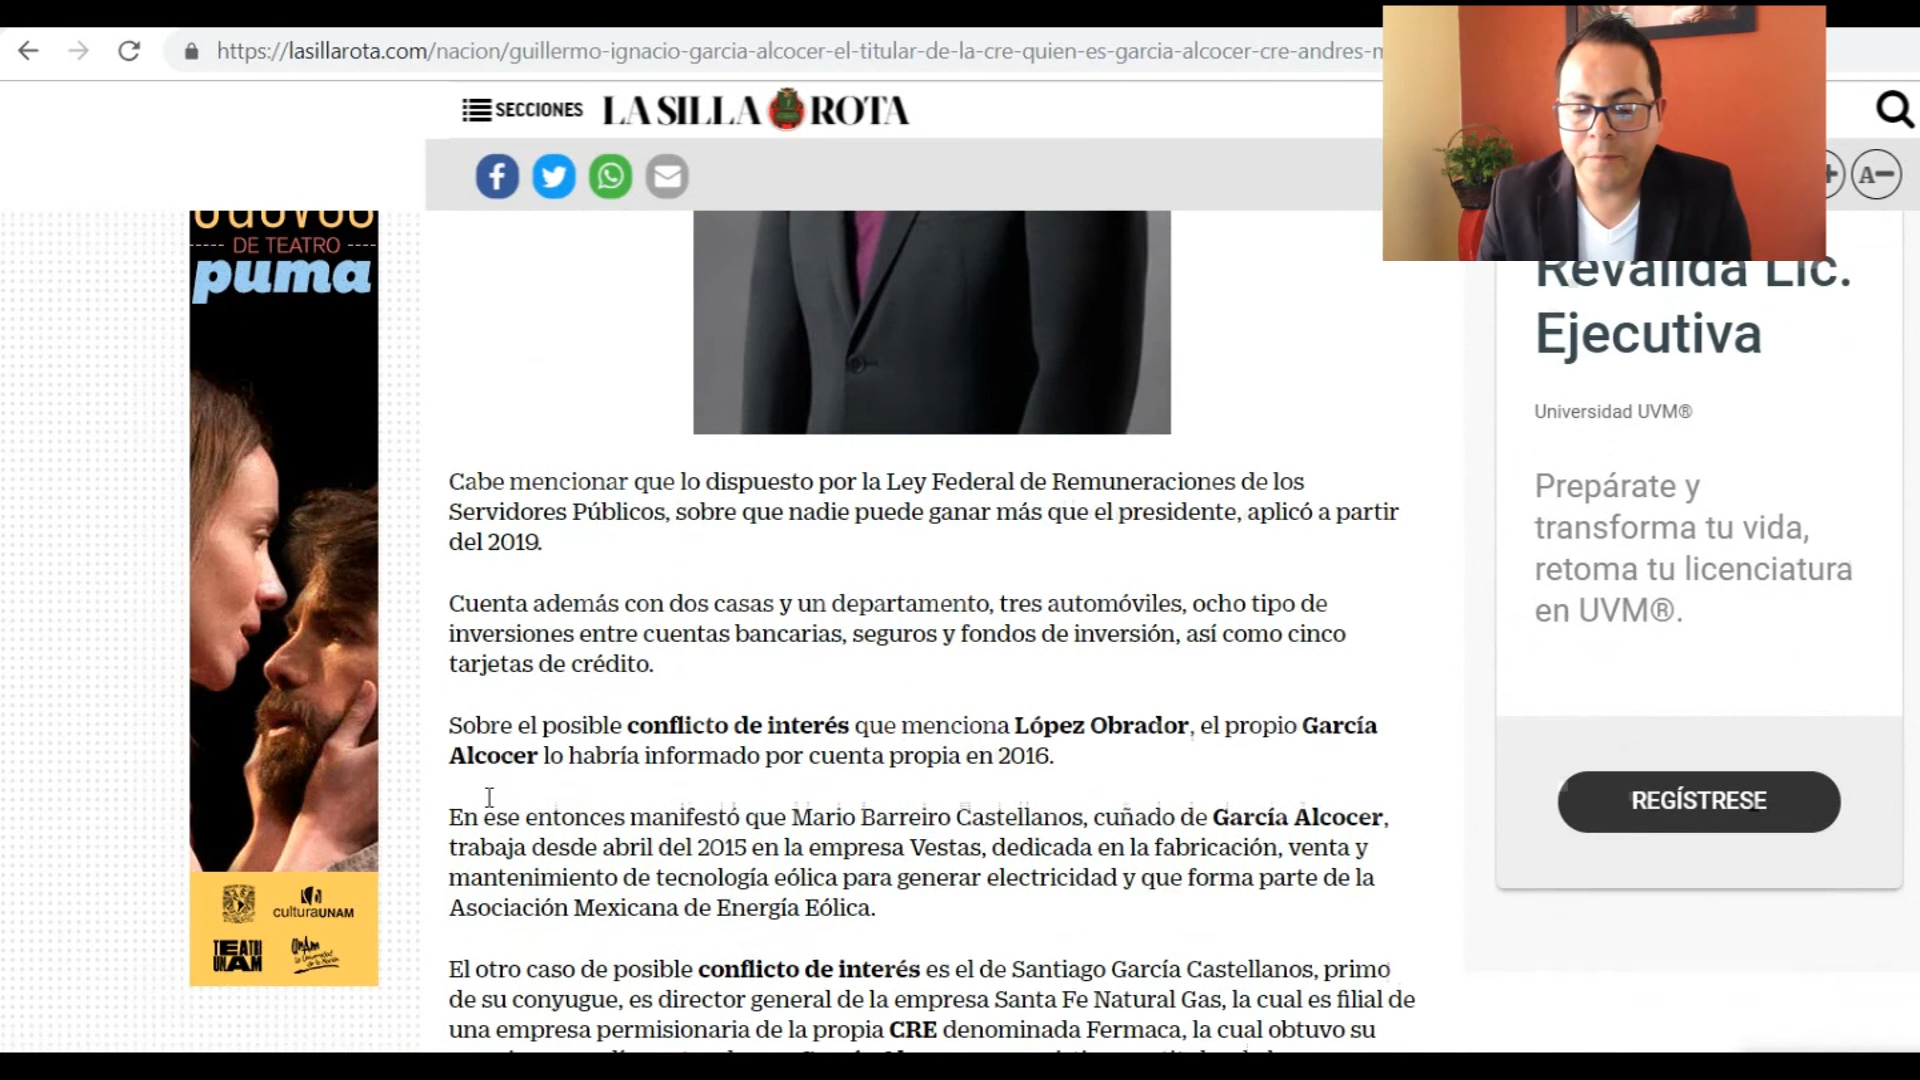 https://lasillarota.com/nacion/guillermo-ignacio-garcia-alcocer-el-titular-de-la-cre-quien-es-garcia-alcocer-cre-andres-m
SECCIONES
LA SILLA ROTA
A-
DE TEATRO
puma
culturaUNAM
TEATRO UNAM
UNAM
Cabe mencionar que lo dispuesto por la Ley Federal de Remuneraciones de los
Servidores Públicos, sobre que nadie puede ganar más que el presidente, aplicó a partir
del 2019.
Cuenta además con dos casas y un departamento, tres automóviles, ocho tipo de
inversiones entre cuentas bancarias, seguros y fondos de inversión, así como cinco
tarjetas de crédito.
Sobre el posible conflicto de interés que menciona López Obrador, el propio García
Alcocer lo habría informado por cuenta propia en 2016.
En ese entonces manifestó que Mario Barreiro Castellanos, cuñado de García Alcocer,
trabaja desde abril del 2015 en la empresa Vestas, dedicada en la fabricación, venta y
mantenimiento de tecnología eólica para generar electricidad y que forma parte de la
Asociación Mexicana de Energía Eólica.
El otro caso de posible conflicto de interés es el de Santiago García Castellanos, primo
de su conyugue, es director general de la empresa Santa Fe Natural Gas, la cual es filial de
una empresa permisionaria de la propia CRE denominada Fermaca, la cual obtuvo su
Revalida Lic.
Ejecutiva
Universidad UVM®
Prepárate y
transforma tu vida,
retoma tu licenciatura
en UVM®.
REGÍSTRESE